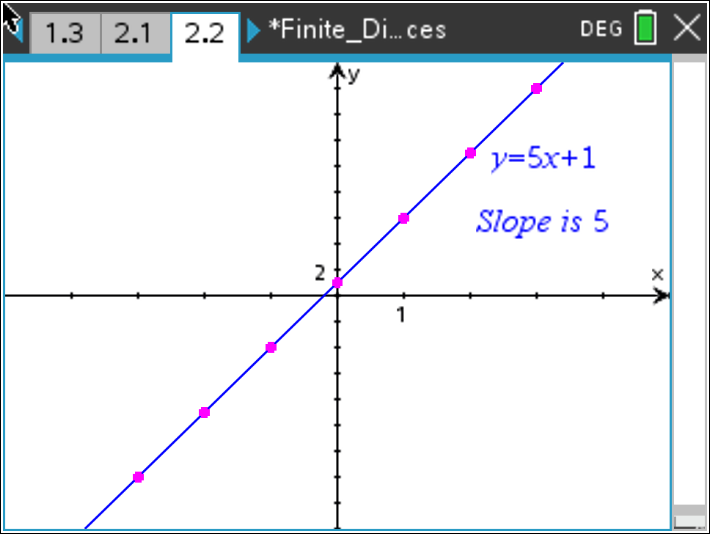 1.3 2.1 2.2 *Finite_Di...ces DEG
y
y=5x+1
Slope is 5
2
x
1